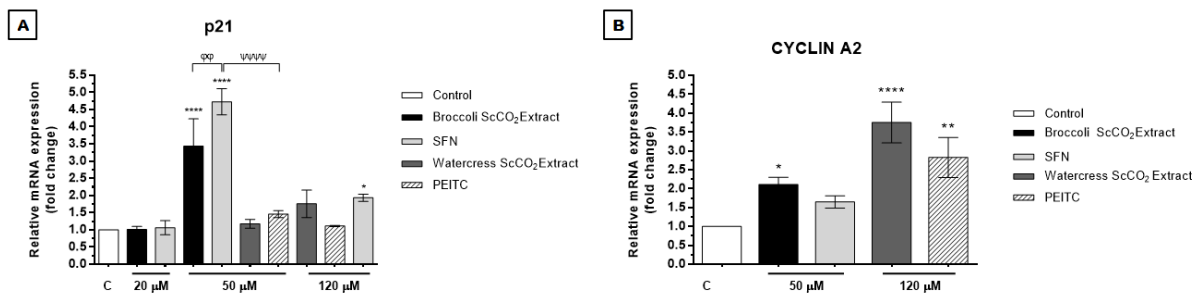 A
p21
φφ
ψψψψ
****
****
*
Relative mRNA expression
(fold change)
5.5
5.0
4.5
4.0
3.5
3.0
2.5
2.0
1.5
1.0
0.5
0.0
C
20 µM
50 µM
120 µM
Control
Broccoli ScCO2Extract
SFN
Watercress ScCO2Extract
PEITC
B
CYCLIN A2
*
****
**
Relative mRNA expression
(fold change)
5.0
4.5
4.0
3.5
3.0
2.5
2.0
1.5
1.0
0.5
0.0
C
50 µM
120 µM
Control
Broccoli ScCO2Extract
SFN
Watercress ScCO2 Extract
PEITC